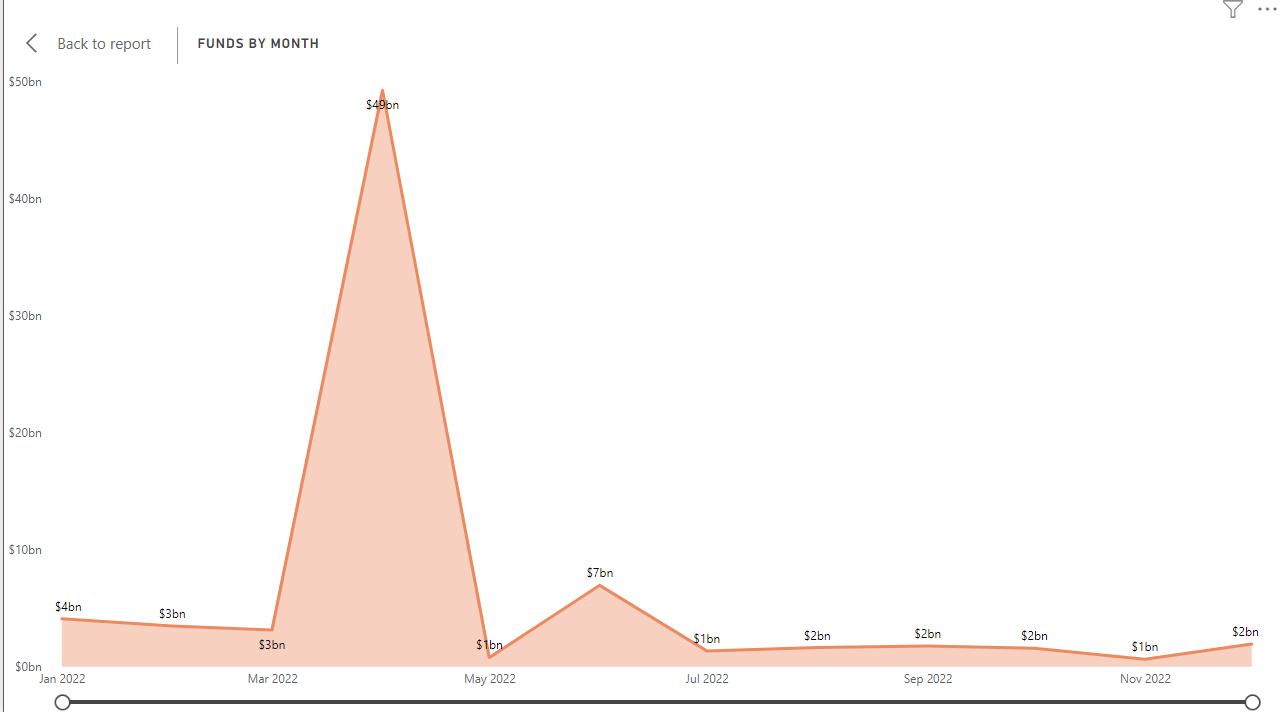 Back to report
FUNDS BY MONTH
$50bn
$49bn
$40bn
$30bn
$20bn
$10bn
$7bn
$4bn
$3bn
$3bn
$1bn
$1bn
$2bn
$2bn
$2bn
$1bn
$2bn
$0bn
Jan 2022 Mar 2022 May 2022 Jul 2022 Sep 2022 Nov 2022